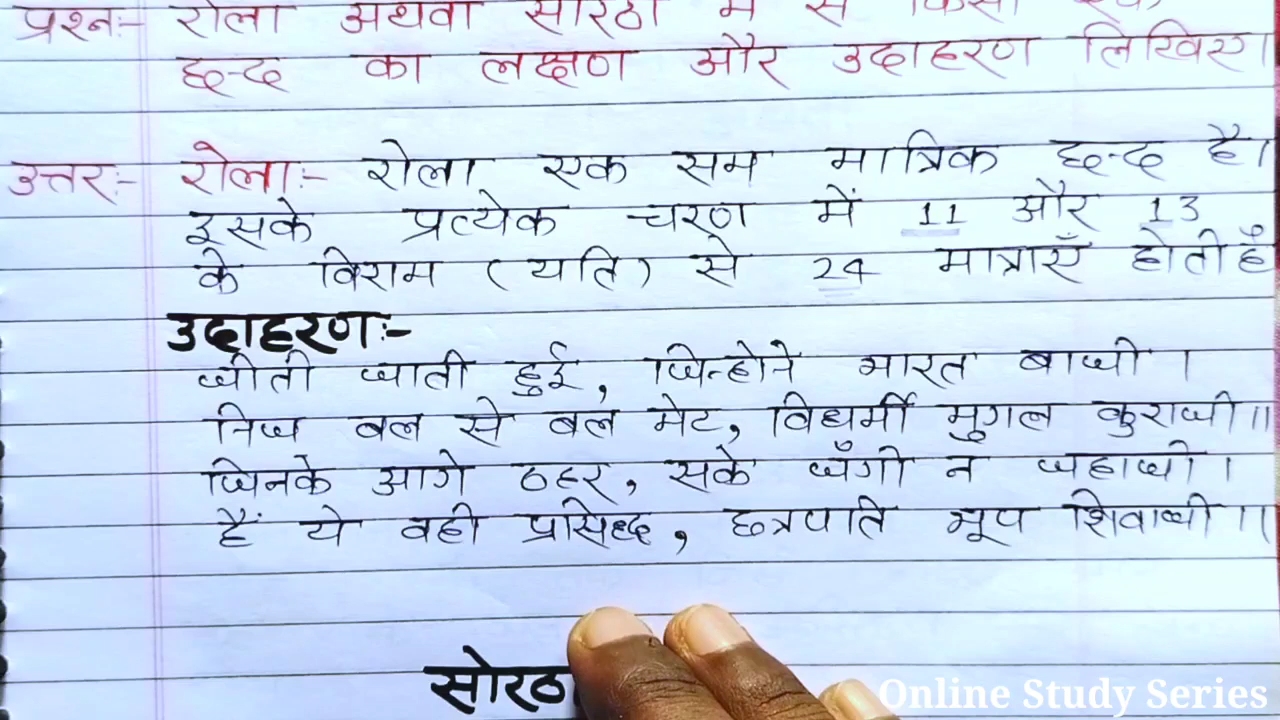 प्रश्न:- रोला अथवा सोरठा में से किसी एक
छन्द का लक्षण और उदाहरण लिखिए।
उत्तर:- रोला:- रोला एक सम मात्रिक छन्द है।
इसके प्रत्येक चरण में 11 और 13
के विराम (यति) से 24 मात्राएँ होती हैं
उदाहरण:-
जीती जाती हुई, जिन्होने भारत बाजी ।
निज बल से बल मेट, विधर्मी मुगल कुराजी॥
जिनके आगे ठहर, सके जँगी न जहाजी ।
हैं ये वही प्रसिध्द, छत्रपति भूप शिवाजी॥
सोरठ
Online Study Series